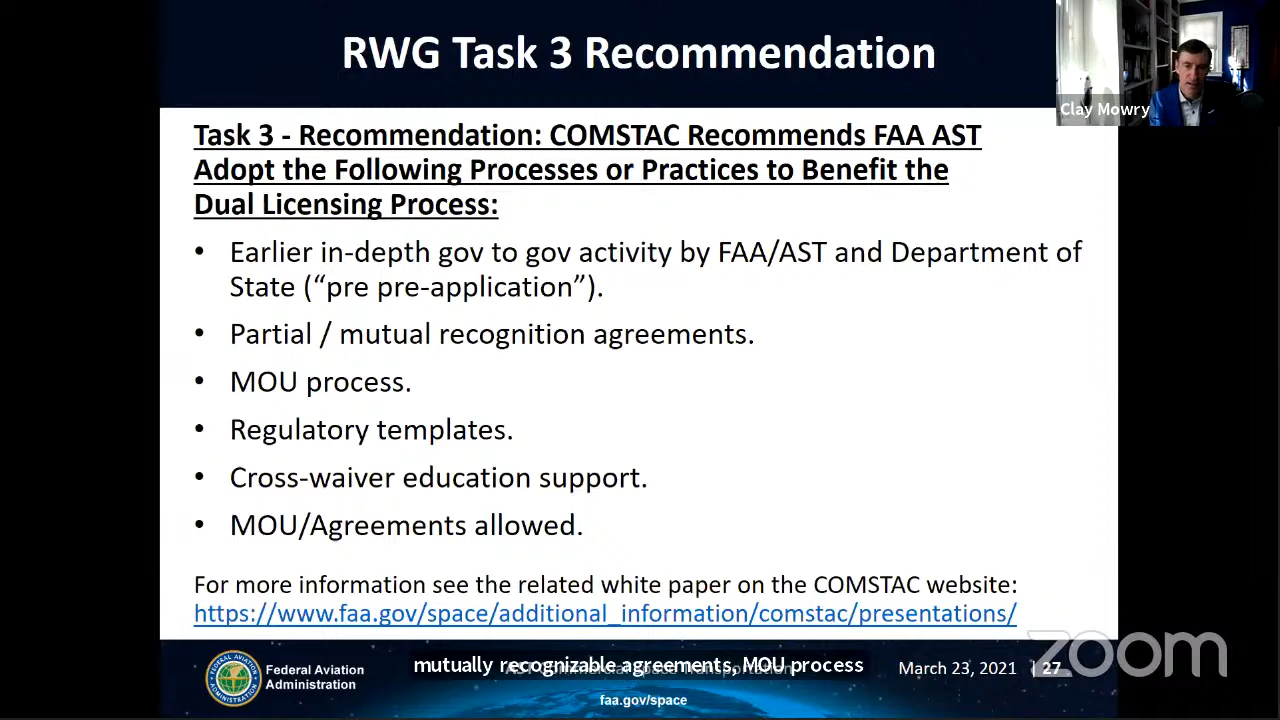 RWG Task 3 Recommendation
Clay Mowry
Task 3 - Recommendation: COMSTAC Recommends FAA AST
Adopt the Following Processes or Practices to Benefit the
Dual Licensing Process:
• Earlier in-depth gov to gov activity by FAA/AST and Department of
State (“pre pre-application”).
• Partial / mutual recognition agreements.
• MOU process.
• Regulatory templates.
• Cross-waiver education support.
• MOU/Agreements allowed.
For more information see the related white paper on the COMSTAC website:
https://www.faa.gov/space/additional_information/comstac/presentations/
Federal Aviation
Administration
mutually recognizable agreements, MOU process
faa.gov/space
March 23, 2021 | 27
zoom